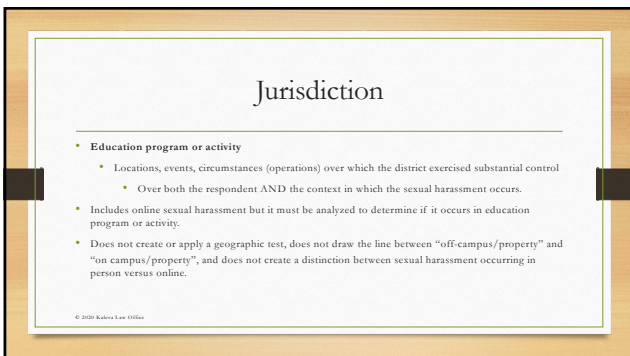 Jurisdiction
• Education program or activity
• Locations, events, circumstances (operations) over which the district exercised substantial control
• Over both the respondent AND the context in which the sexual harassment occurs.
• Includes online sexual harassment but it must be analyzed to determine if it occurs in education
program or activity.
• Does not create or apply a geographic test, does not draw the line between “off-campus/property” and
“on campus/property”, and does not create a distinction between sexual harassment occurring in
person versus online.
© 2020 Kaleva Law Office